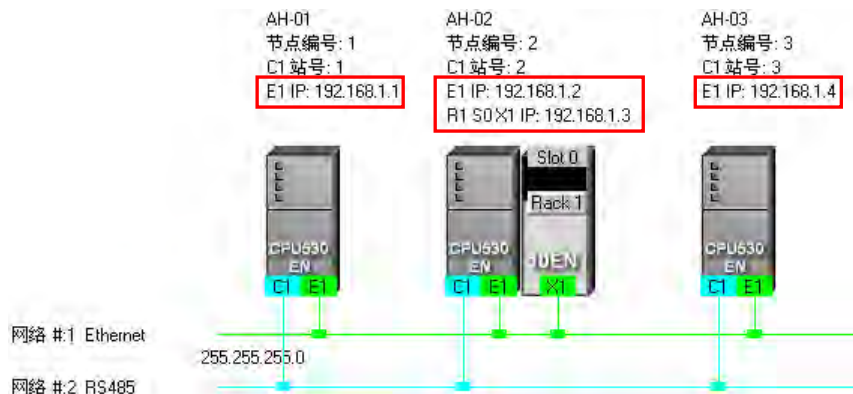 AH-01
节点编号: 1
C1 站号: 1
E1 IP: 192.168.1.1
AH-02
节点编号: 2
C1 站号: 2
E1 IP: 192.168.1.2
R1 S0 X1 IP: 192.168.1.3
AH-03
节点编号: 3
C1 站号: 3
E1 IP: 192.168.1.4
CPU530
EN
C1 E1
CPU530
EN
C1 E1
Slot 0
Rack 1
X1
CPU530
EN
C1 E1
网络 #:1 Ethernet
255.255.255.0
网络 #:2 RS485